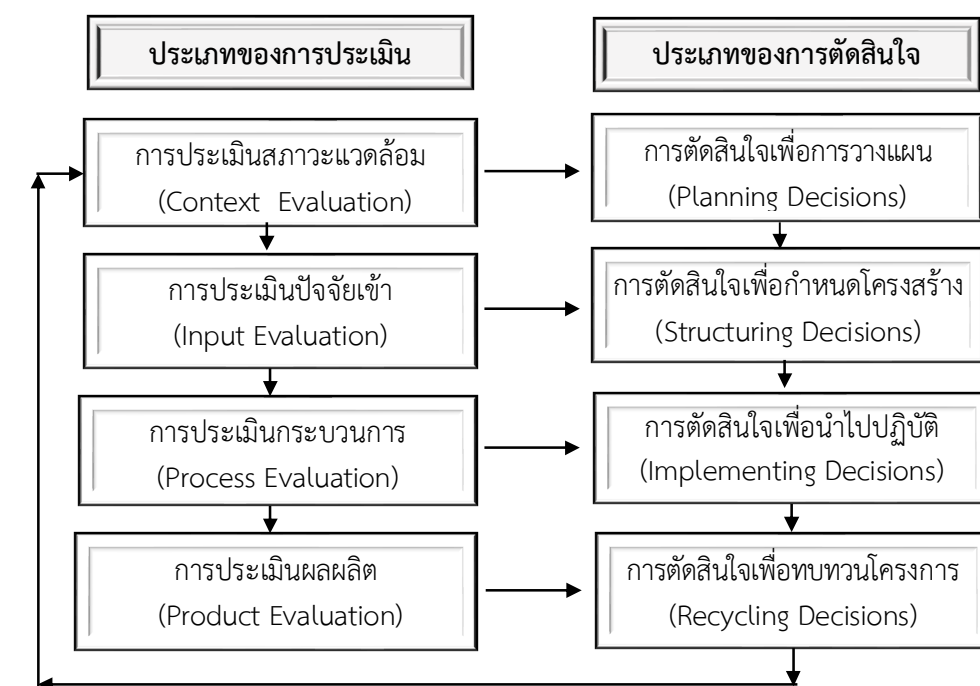 ประเภทของการประเมิน
ประเภทของการตัดสินใจ
การประเมินสภาวะแวดล้อม
(Context Evaluation)
การตัดสินใจเพื่อการวางแผน
(Planning Decisions)
การประเมินปัจจัยเข้า
(Input Evaluation)
การตัดสินใจเพื่อกำหนดโครงสร้าง
(Structuring Decisions)
การประเมินกระบวนการ
(Process Evaluation)
การตัดสินใจเพื่อนำไปปฏิบัติ
(Implementing Decisions)
การประเมินผลผลิต
(Product Evaluation)
การตัดสินใจเพื่อทบทวนโครงการ
(Recycling Decisions)